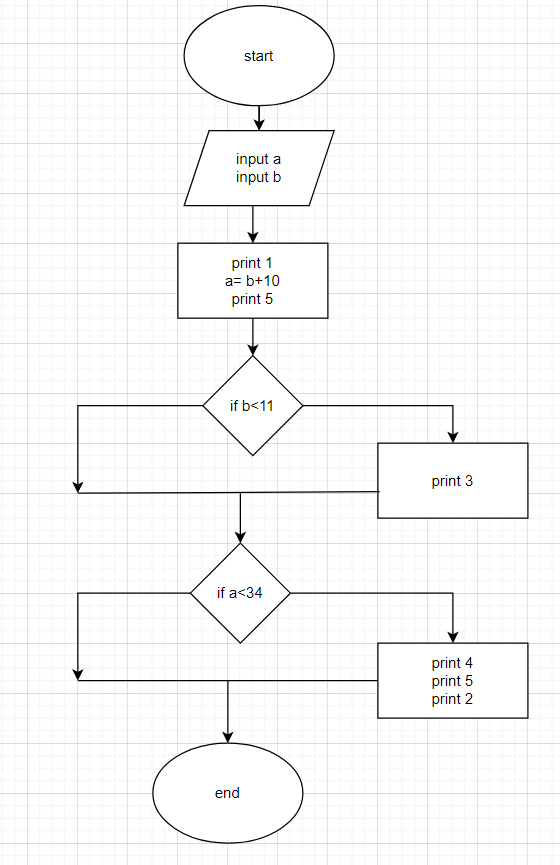 start
input a
input b
print 1
a= b+10
print 5
if b<11
print 3
if a<34
print 4
print 5
print 2
end